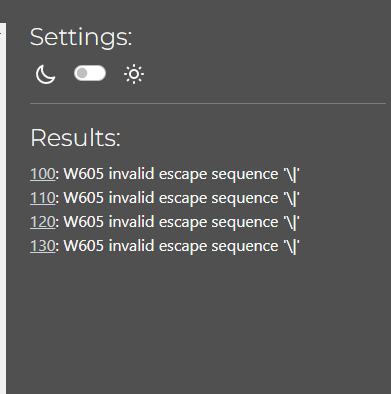 Settings:
Results:
100: W605 invalid escape sequence '\|'
110: W605 invalid escape sequence '\|'
120: W605 invalid escape sequence '\|'
130: W605 invalid escape sequence '\|'